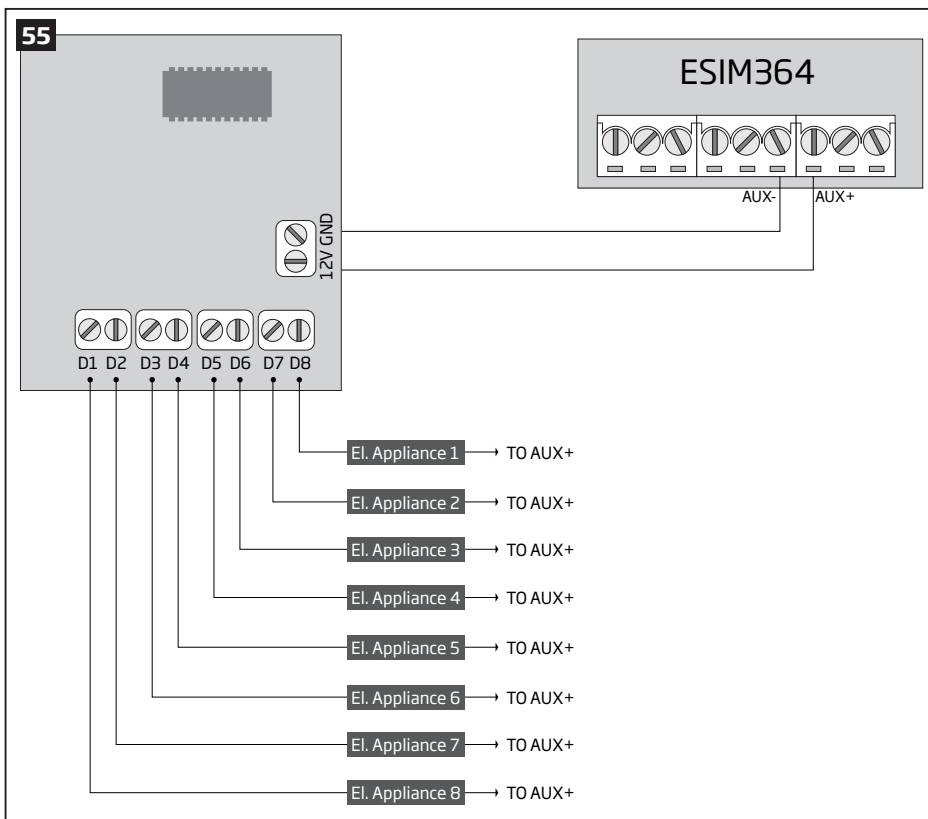 55
ESIM364
AUX- AUX+
12V GND
D1 D2 D3 D4 D5 D6 D7 D8
El. Appliance 1 TO AUX+
El. Appliance 2 TO AUX+
El. Appliance 3 TO AUX+
El. Appliance 4 TO AUX+
El. Appliance 5 TO AUX+
El. Appliance 6 TO AUX+
El. Appliance 7 TO AUX+
El. Appliance 8 TO AUX+